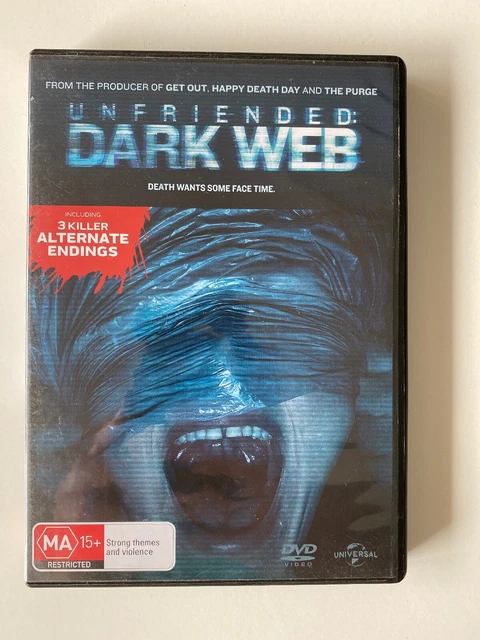 FROM THE PRODUCER OF GET OUT, HAPPY DEATH DAY AND THE PURGE
UNFRIENDED:
DARK WEB
DEATH WANTS SOME FACE TIME.
INCLUDING
3 KILLER
ALTERNATE
ENDINGS
MA 15+
Strong themes
and violence
RESTRICTED
DVD
VIDEO
UNIVERSAL